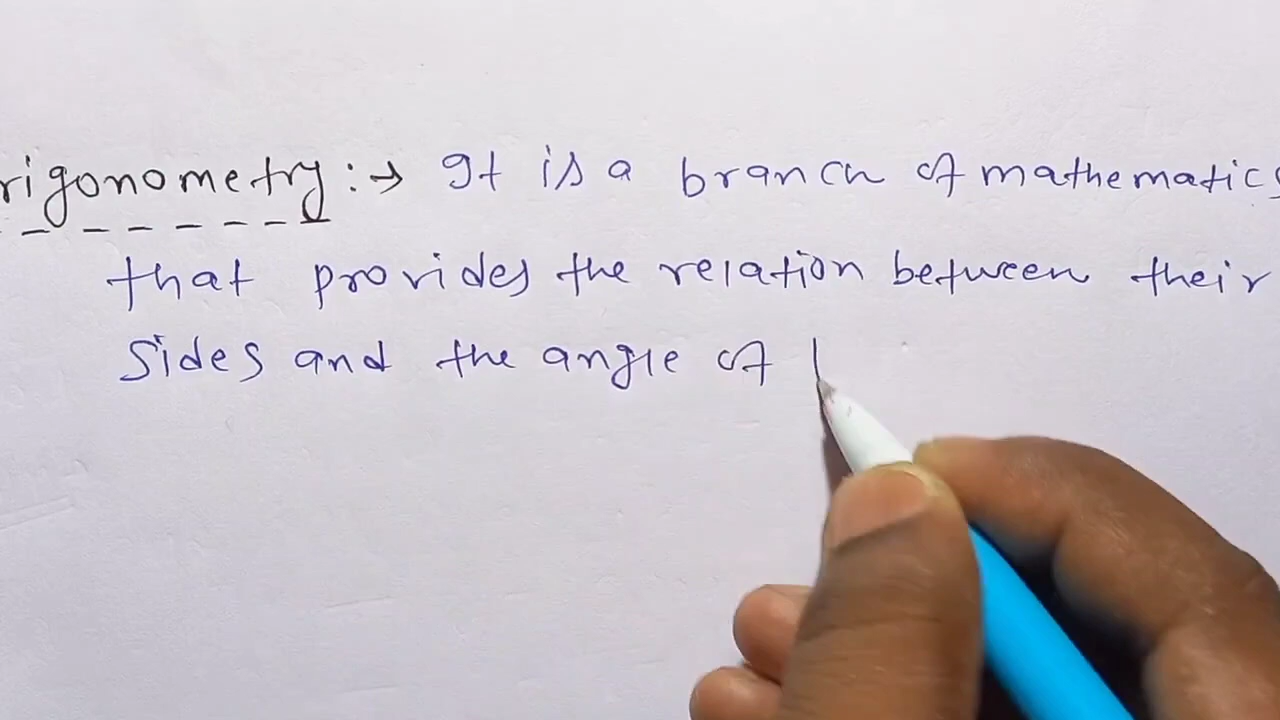 rigonometry :→ It is a branch of mathematics
that provides the relation between their
sides and the angle of